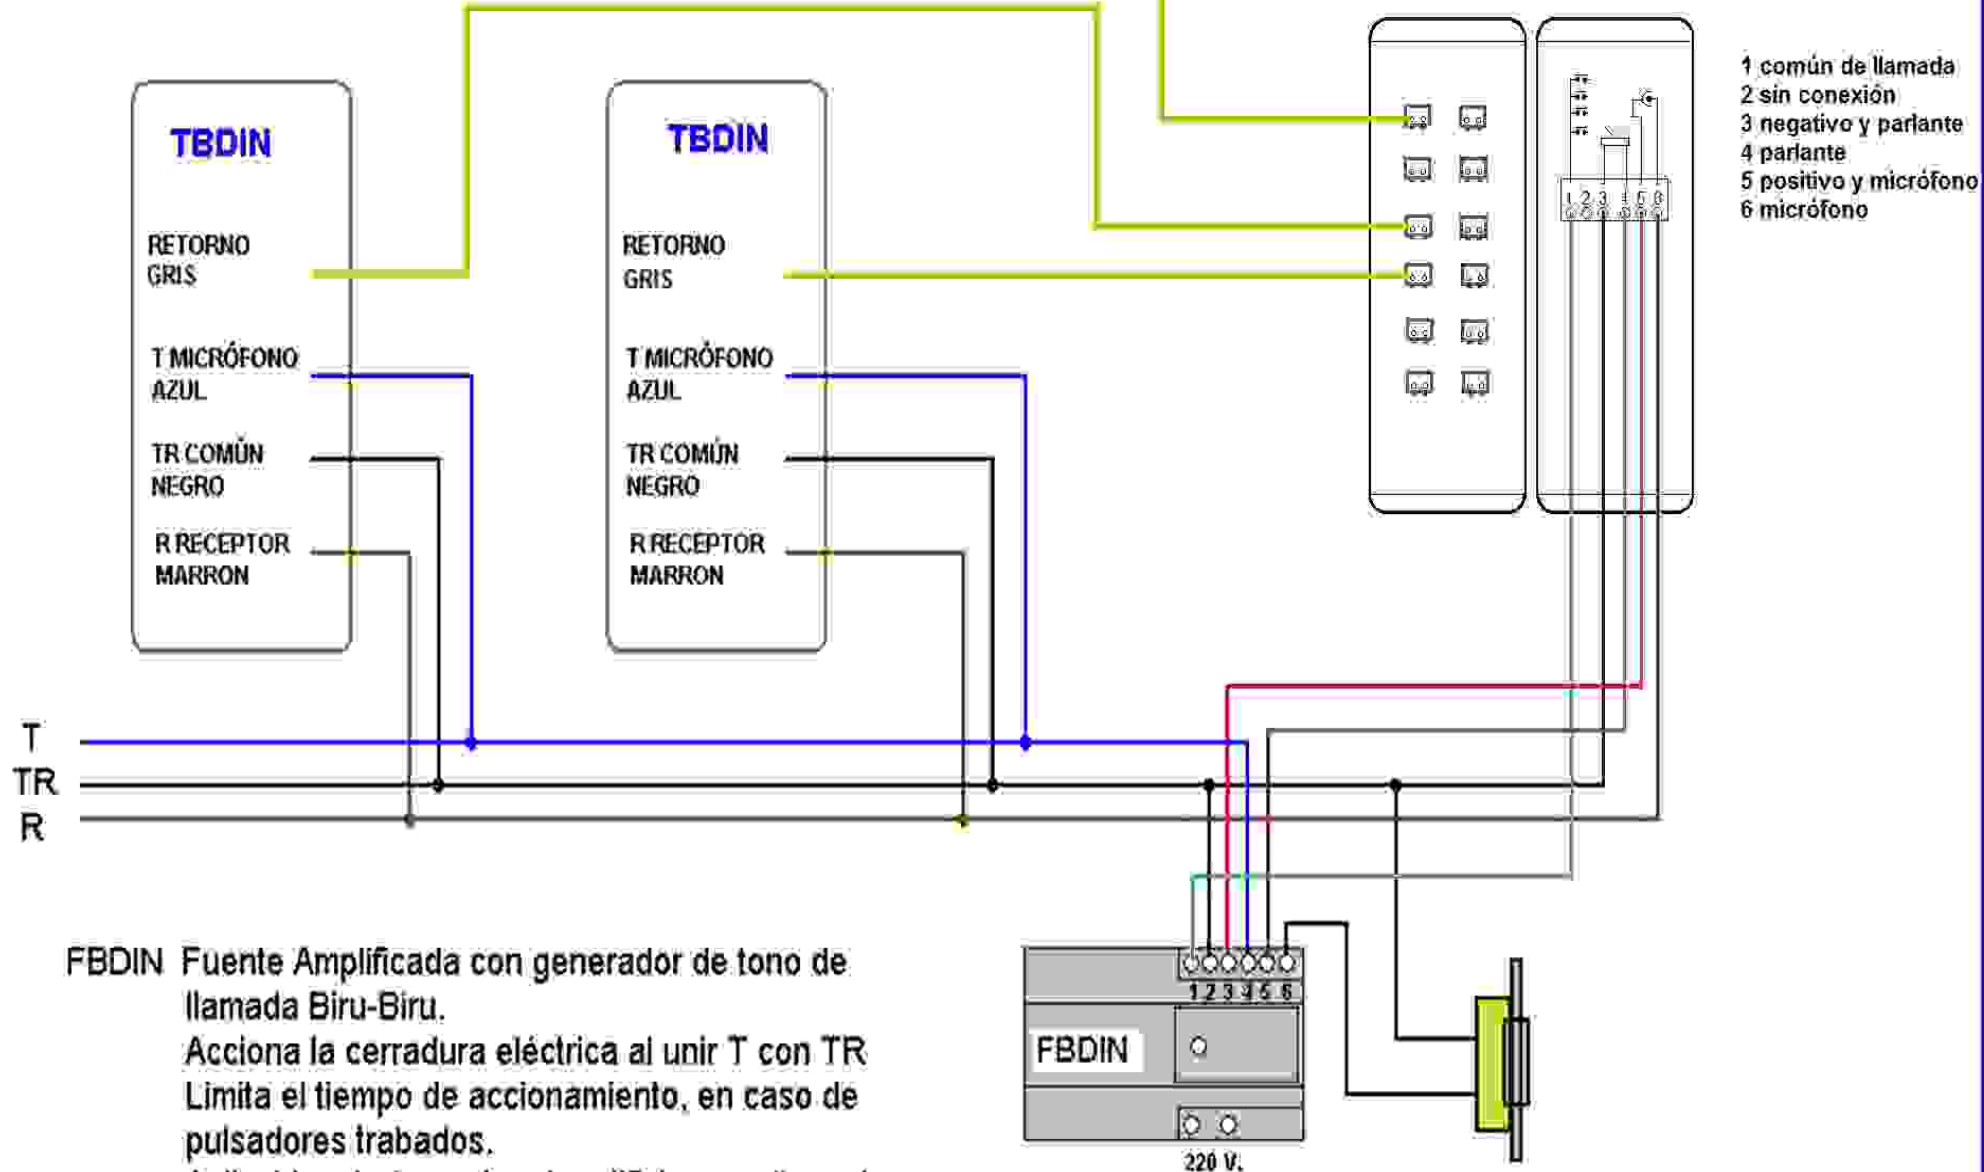 TBDIN
RETORNO
GRIS
T MICRÓFONO
AZUL
TR COMÚN
NEGRO
R RECEPTOR
MARRON
TBDIN
RETORNO
GRIS
T MICRÓFONO
AZUL
TR COMÚN
NEGRO
R RECEPTOR
MARRON
1 2 3 4 5 6
1 común de llamada
2 sin conexión
3 negativo y parlante
4 parlante
5 positivo y micrófono
6 micrófono
T
TR
R
FBDIN Fuente Amplificada con generador de tono de
llamada Biru-Biru.
Acciona la cerradura eléctrica al unir T con TR
Limita el tiempo de accionamiento, en caso de
pulsadores trabados.
1 2 3 4 5 6
FBDIN
220 V.